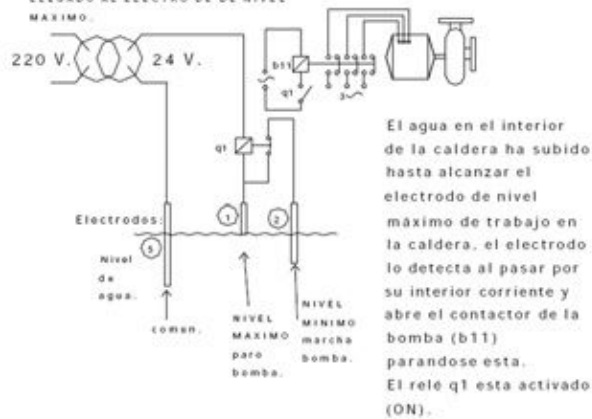 MAXIMO.
220 V.
24 V.
b11
q1
3~
q1
Electrodos:
1
2
5
Nivel
de
agua.
comun.
NIVEL
MAXIMO
paro
bomba.
NIVEL
MINIMO
marcha
bomba.
El agua en el interior
de la caldera ha subido
hasta alcanzar el
electrodo de nivel
máximo de trabajo en
la caldera, el electrodo
lo detecta al pasar por
su interior corriente y
abre el contactor de la
bomba (b11)
parandose esta.
El relé q1 esta activado
(ON).